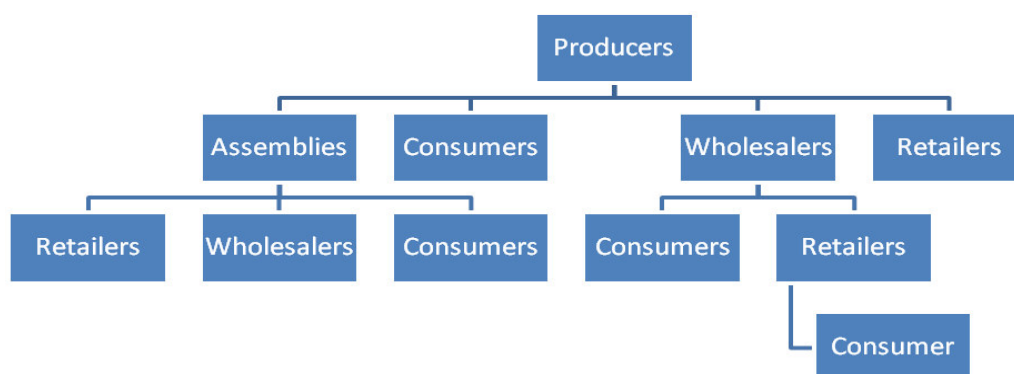 Producers
Assemblies
Consumers
Wholesalers
Retailers
Retailers
Wholesalers
Consumers
Consumers
Retailers
Consumer